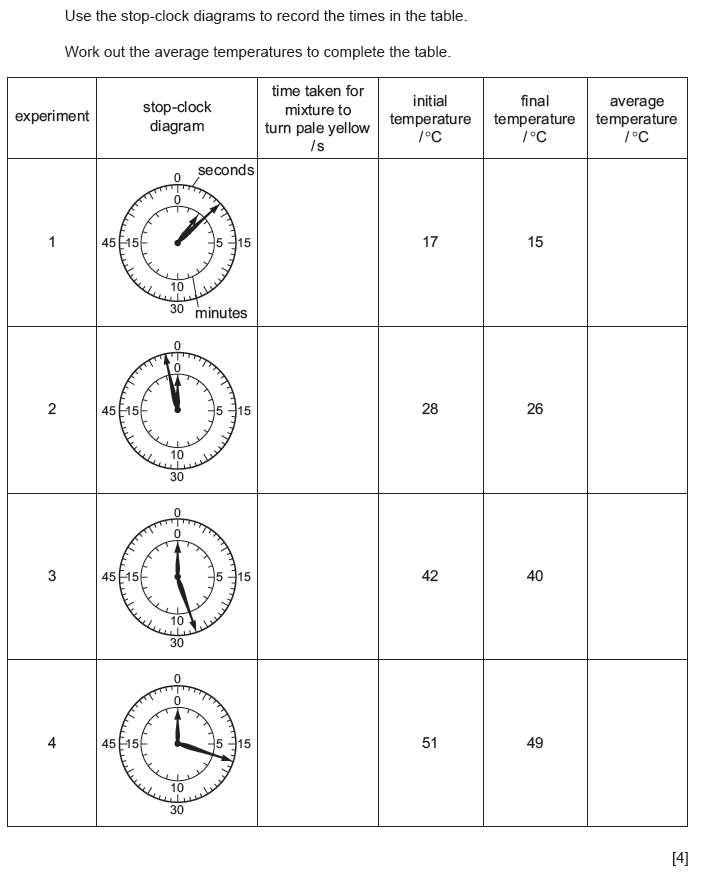 Use the stop-clock diagrams to record the times in the table.
Work out the average temperatures to complete the table.
experiment
stop-clock
diagram
time taken for
mixture to
turn pale yellow
/ s
initial
temperature
/ °C
final
temperature
/ °C
average
temperature
/ °C
1
seconds
0
0
45
15
5
15
10
30
minutes
17
15
2
0
0
45
15
5
15
10
30
28
26
3
0
0
45
15
5
15
10
30
42
40
4
0
0
45
15
5
15
10
30
51
49
[4]